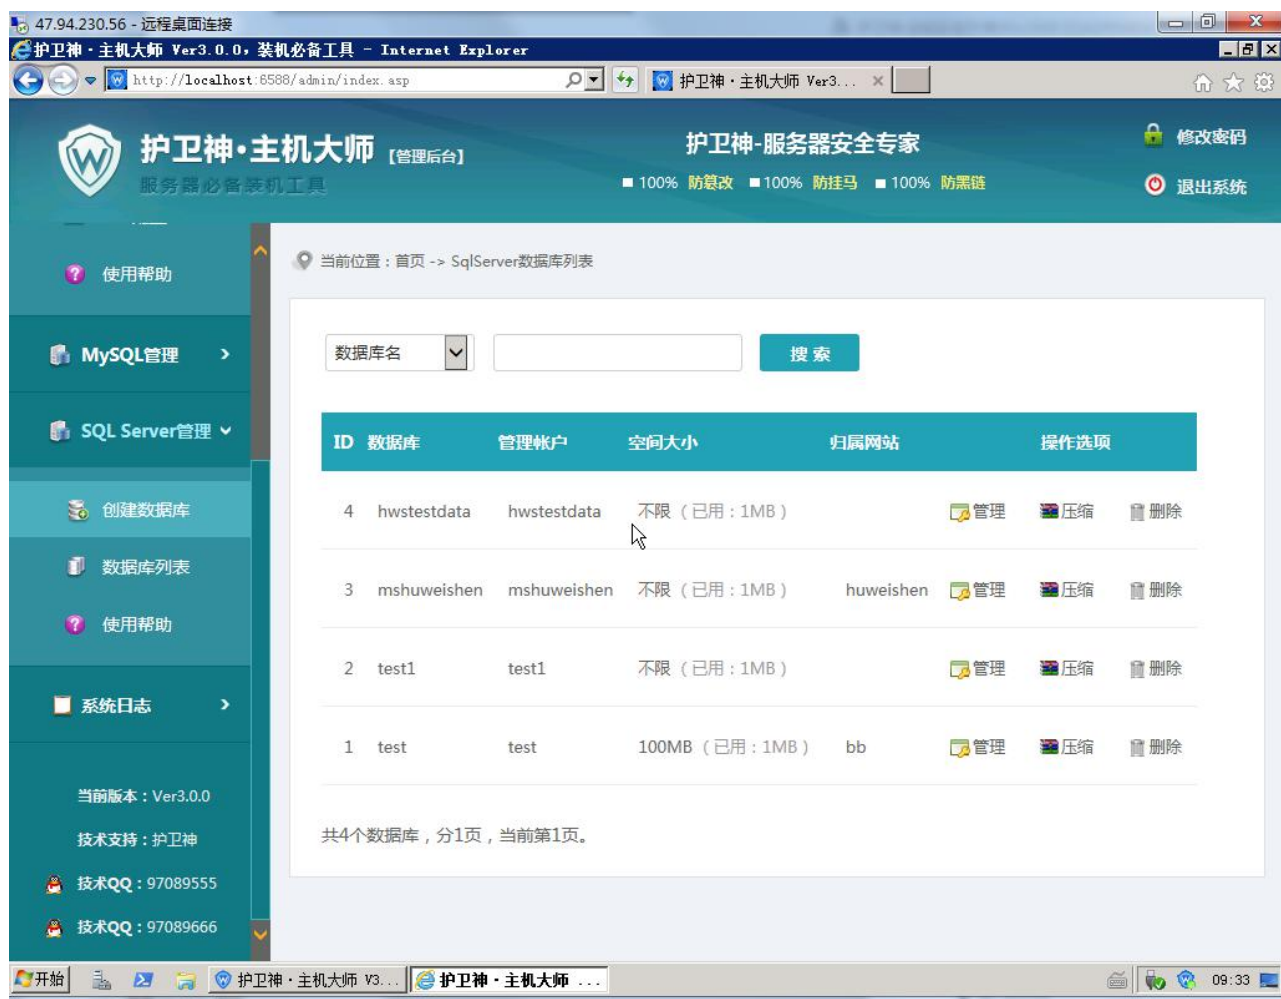 47.94.230.56 - 远程桌面连接
护卫神·主机大师 Ver3.0.0，装机必备工具 - Internet Explorer
http://localhost:6588/admin/index.asp
护卫神·主机大师 Ver3...
护卫神·主机大师 [管理后台]
服务器必备装机工具
护卫神-服务器安全专家
100% 防篡改 100% 防挂马 100% 防黑链
修改密码
退出系统
使用帮助
MySQL管理
SQL Server管理
创建数据库
数据库列表
使用帮助
系统日志
当前版本：Ver3.0.0
技术支持：护卫神
技术QQ：97089555
技术QQ：97089666
当前位置：首页 -> SqlServer数据库列表
数据库名
搜 索
ID 数据库 管理帐户 空间大小 归属网站 操作选项
4 hwstestdata hwstestdata 不限（已用：1MB） 管理 压缩 删除
3 mshuweishen mshuweishen 不限（已用：1MB） huweishen 管理 压缩 删除
2 test1 test1 不限（已用：1MB） 管理 压缩 删除
1 test test 100MB（已用：1MB） bb 管理 压缩 删除
共4个数据库，分1页，当前第1页。
开始
护卫神·主机大师 V3...
护卫神·主机大师 ...
09:33